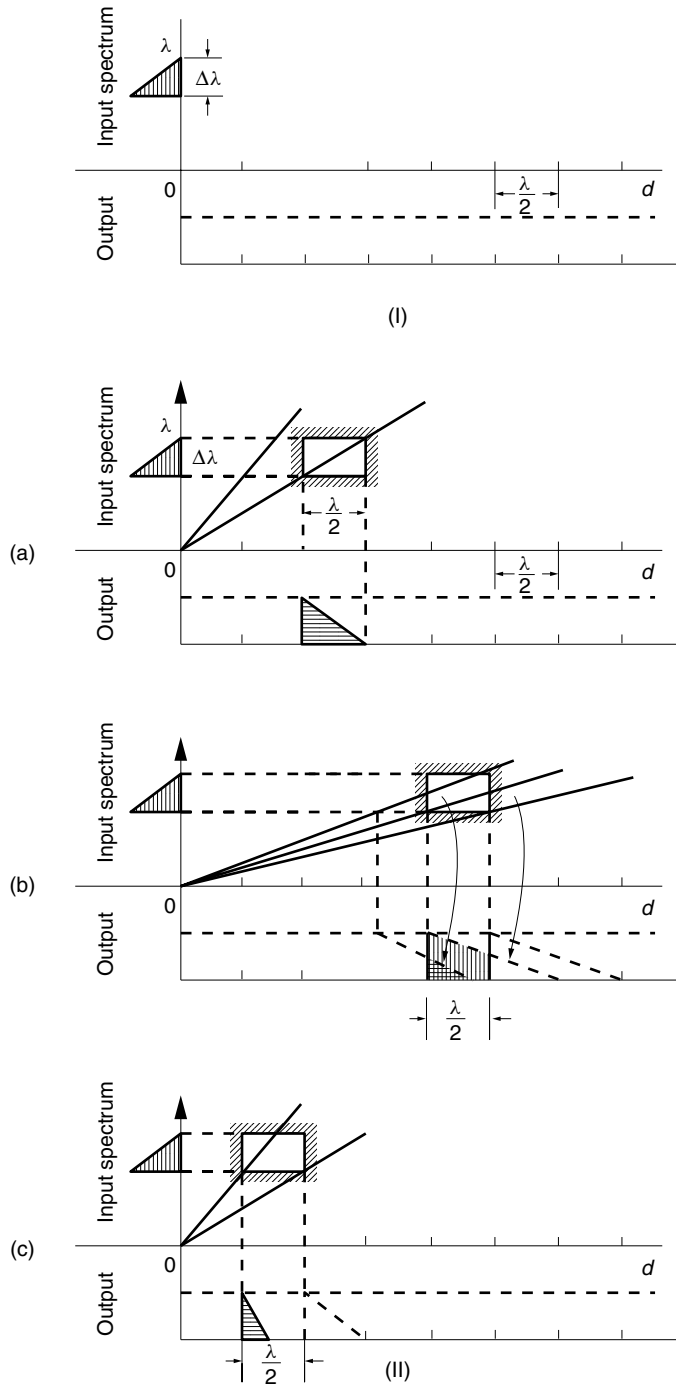 Input spectrum
λ
Δλ
0
λ/2
d
Output
(I)
(a)
Input spectrum
λ
Δλ
λ/2
0
λ/2
d
Output
(b)
Input spectrum
0
d
Output
λ/2
(c)
Input spectrum
0
d
Output
λ/2
(II)